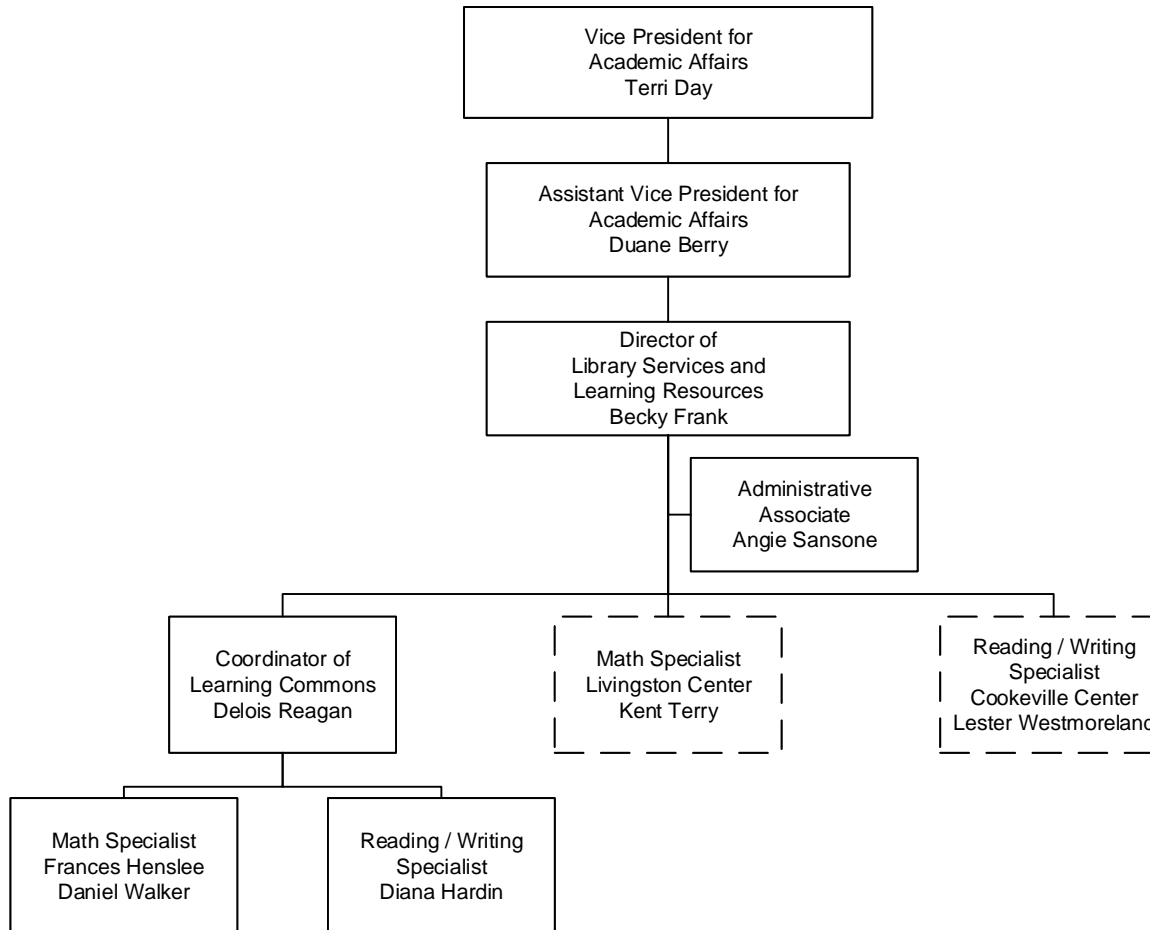 Vice President for
Academic Affairs
Terri Day
Assistant Vice President for
Academic Affairs
Duane Berry
Director of
Library Services and
Learning Resources
Becky Frank
Administrative
Associate
Angie Sansone
Coordinator of
Learning Commons
Delois Reagan
Math Specialist
Livingston Center
Kent Terry
Reading / Writing
Specialist
Cookeville Center
Lester Westmoreland
Math Specialist
Frances Henslee
Daniel Walker
Reading / Writing
Specialist
Diana Hardin